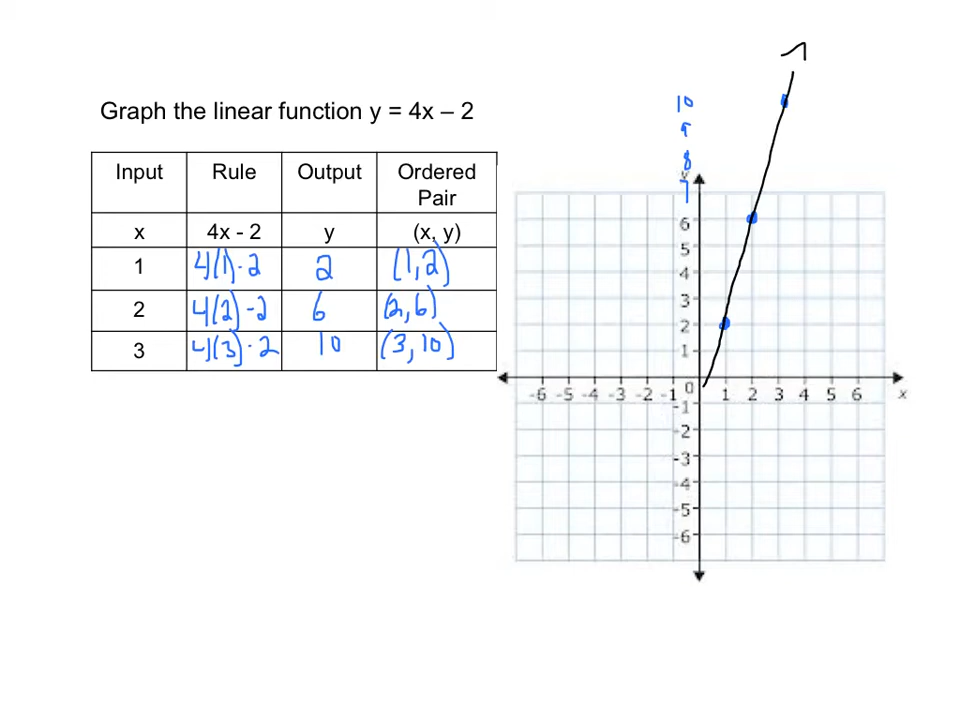 Graph the linear function y = 4x – 2
Input Rule Output Ordered Pair
x 4x - 2 y (x, y)
1 4(1)-2 2 (1,2)
2 4(2)-2 6 (2,6)
3 4(3)-2 10 (3,10)
10
9
8
y
7
6
5
4
3
2
1
0
-6 -5 -4 -3 -2 -1 1 2 3 4 5 6 x
-1
-2
-3
-4
-5
-6